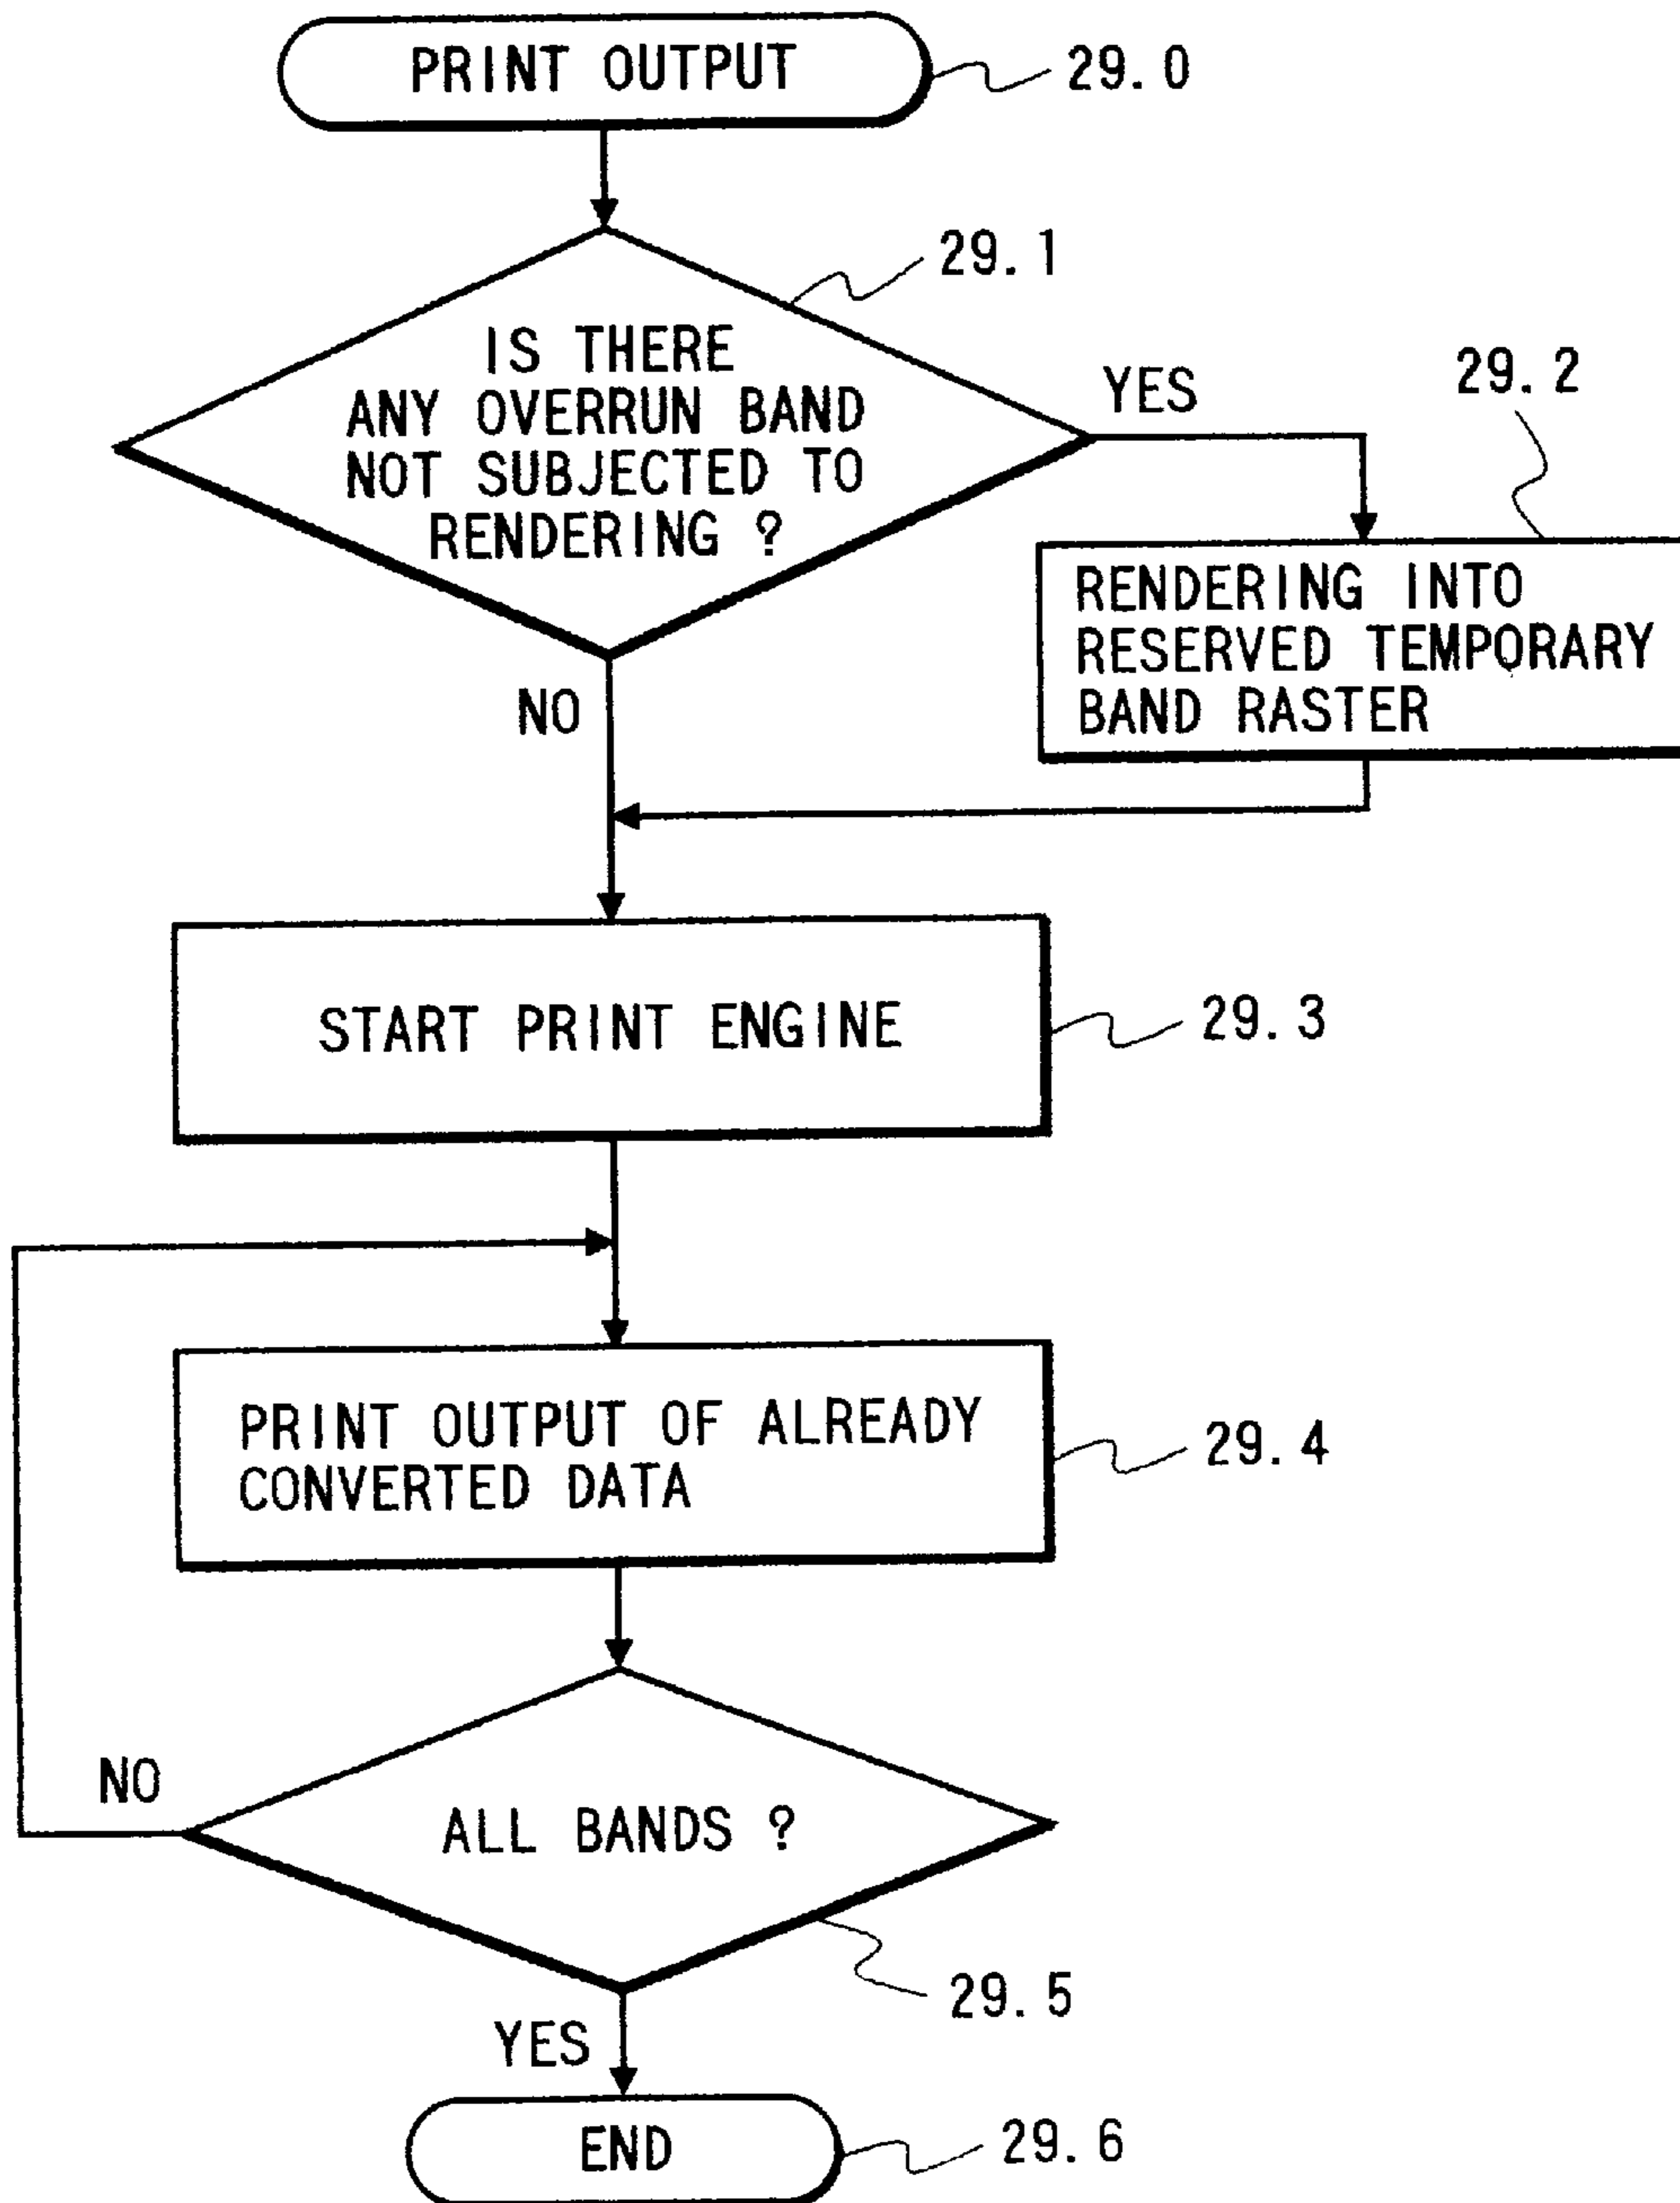 PRINT OUTPUT
29.0
29.1
IS THERE
ANY OVERRUN BAND
NOT SUBJECTED TO
RENDERING ?
YES
29.2
RENDERING INTO
RESERVED TEMPORARY
BAND RASTER
NO
START PRINT ENGINE
29.3
PRINT OUTPUT OF ALREADY
CONVERTED DATA
29.4
NO
ALL BANDS ?
29.5
YES
END
29.6